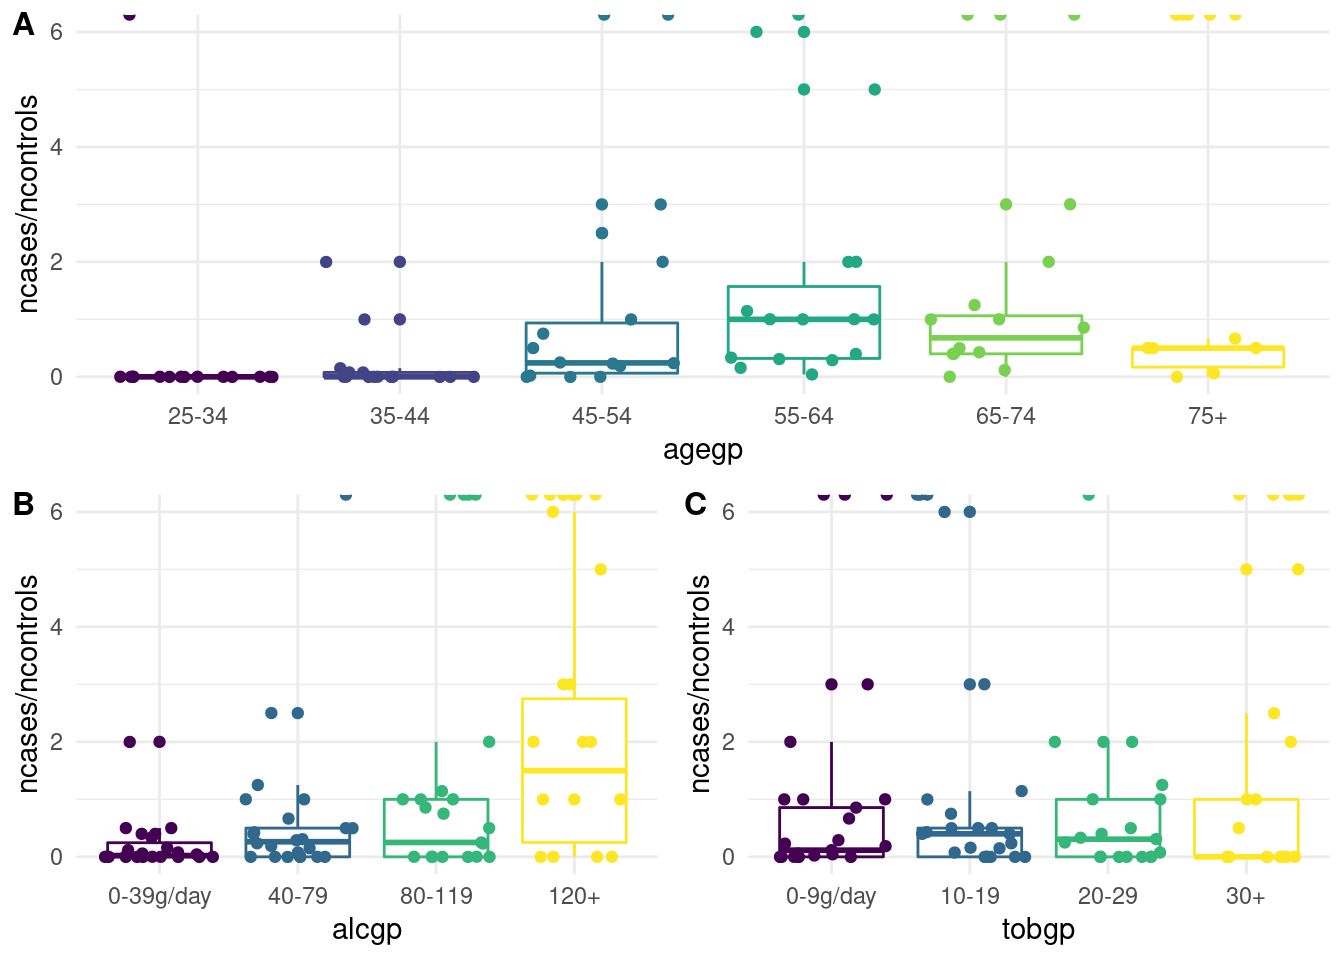 A
ncases/ncontrols
6
4
2
0
25-34 35-44 45-54 55-64 65-74 75+
agegp
B
ncases/ncontrols
6
4
2
0
0-39g/day 40-79 80-119 120+
alcgp
C
ncases/ncontrols
6
4
2
0
0-9g/day 10-19 20-29 30+
tobgp